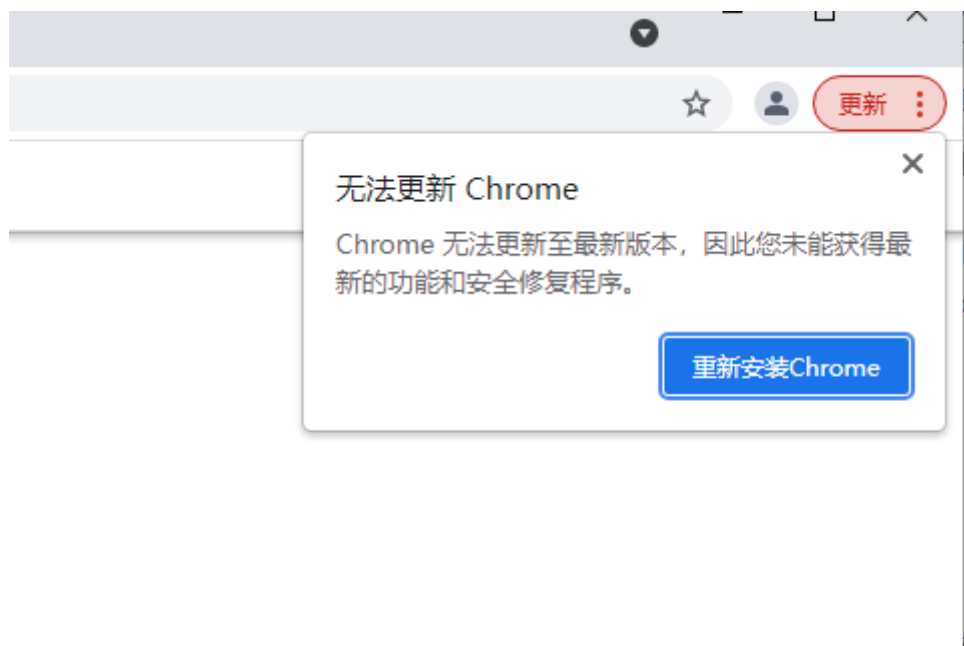 更新
无法更新 Chrome
Chrome 无法更新至最新版本，因此您未能获得最
新的功能和安全修复程序。
重新安装Chrome